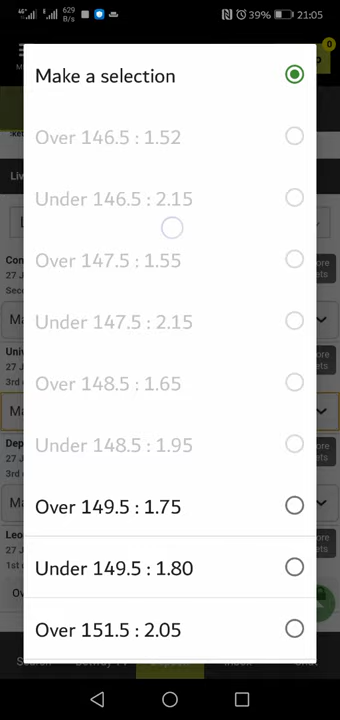 629
B/s
39%
21:05
0
Make a selection
Over 146.5 : 1.52
Under 146.5 : 2.15
Over 147.5 : 1.55
Under 147.5 : 2.15
Over 148.5 : 1.65
Under 148.5 : 1.95
Over 149.5 : 1.75
Under 149.5 : 1.80
Over 151.5 : 2.05